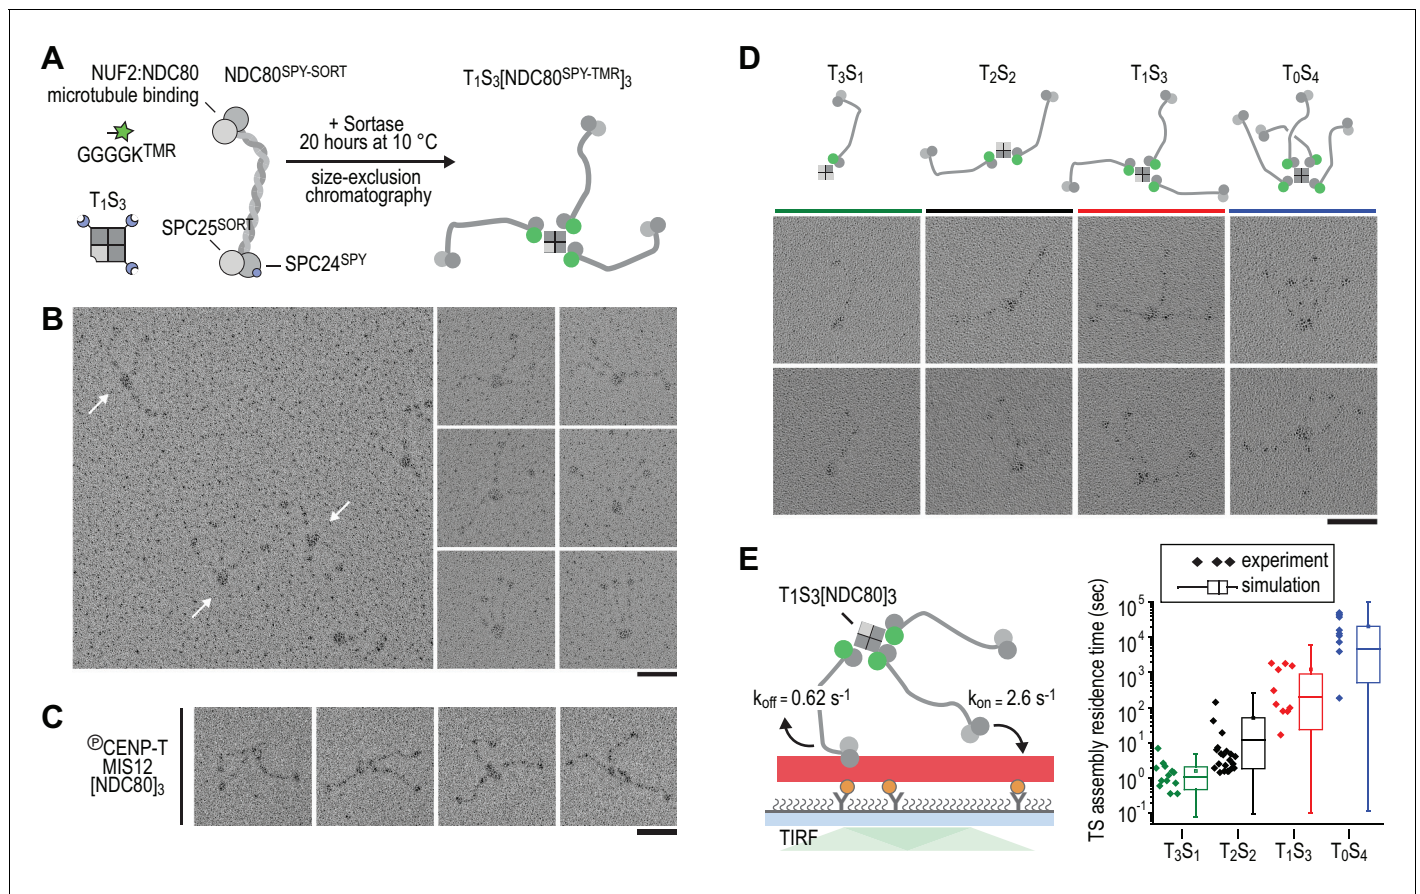 A
NUF2:NDC80
microtubule binding
NDC80SPY-SORT
T1S3[NDC80SPY-TMR]3
GGGGKTMR
+ Sortase
20 hours at 10 °C
size-exclusion
chromatography
T1S3
SPC25SORT
SPC24SPY
B
C
ⓅCENP-T
MIS12
[NDC80]3
D
T3S1
T2S2
T1S3
T0S4
E
T1S3[NDC80]3
koff = 0.62 s-1
kon = 2.6 s-1
TIRF
experiment
simulation
TS assembly residence time (sec)
105
104
103
102
101
100
10-1
T3S1
T2S2
T1S3
T0S4